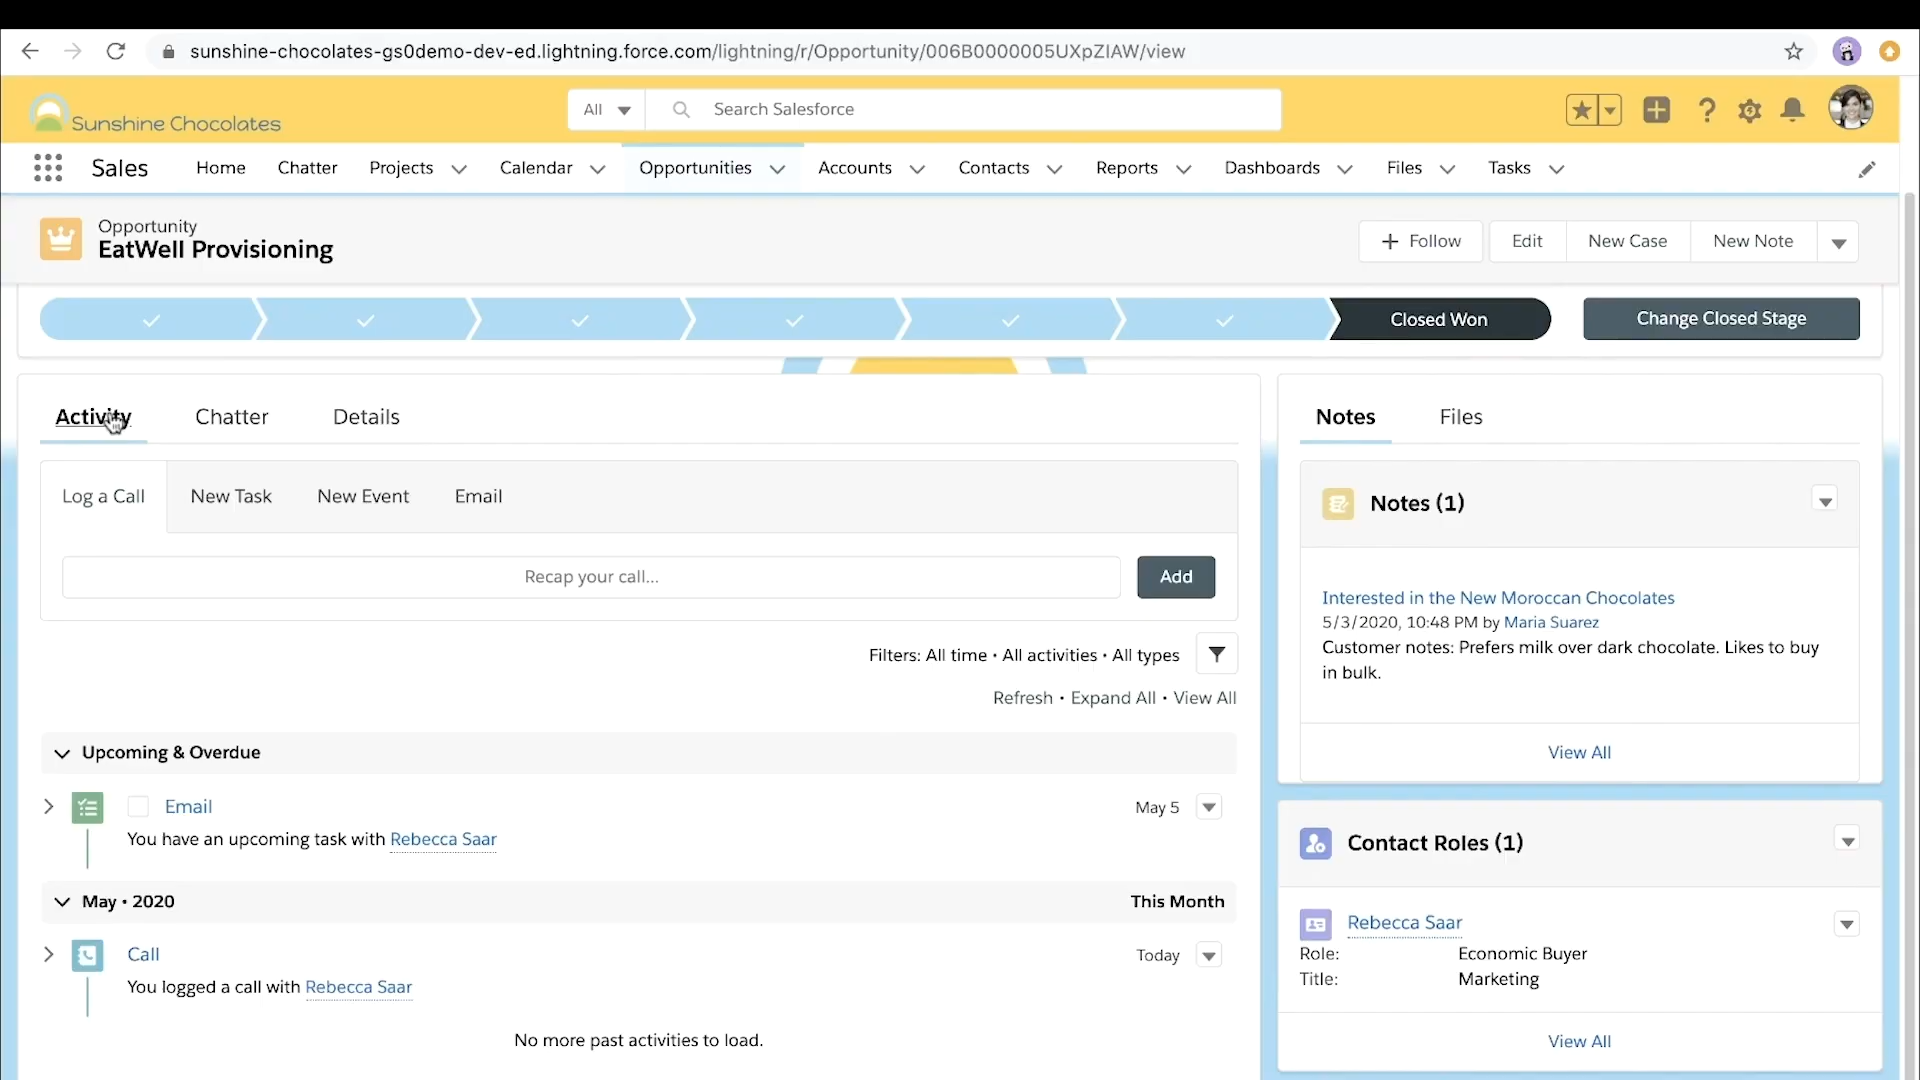 sunshine-chocolates-gs0demo-dev-ed.lightning.force.com/lightning/r/Opportunity/006B0000005UXpZIAW/view
Sunshine Chocolates
All
Search Salesforce
Sales
Home
Chatter
Projects
Calendar
Opportunities
Accounts
Contacts
Reports
Dashboards
Files
Tasks
Opportunity
EatWell Provisioning
Follow
Edit
New Case
New Note
Closed Won
Change Closed Stage
Activity
Chatter
Details
Log a Call
New Task
New Event
Email
Recap your call...
Add
Filters: All time • All activities • All types
Refresh • Expand All • View All
Upcoming & Overdue
Email
May 5
You have an upcoming task with Rebecca Saar
May • 2020
This Month
Call
Today
You logged a call with Rebecca Saar
No more past activities to load.
Notes
Files
Notes (1)
Interested in the New Moroccan Chocolates
5/3/2020, 10:48 PM by Maria Suarez
Customer notes: Prefers milk over dark chocolate. Likes to buy
in bulk.
View All
Contact Roles (1)
Rebecca Saar
Role: Economic Buyer
Title: Marketing
View All